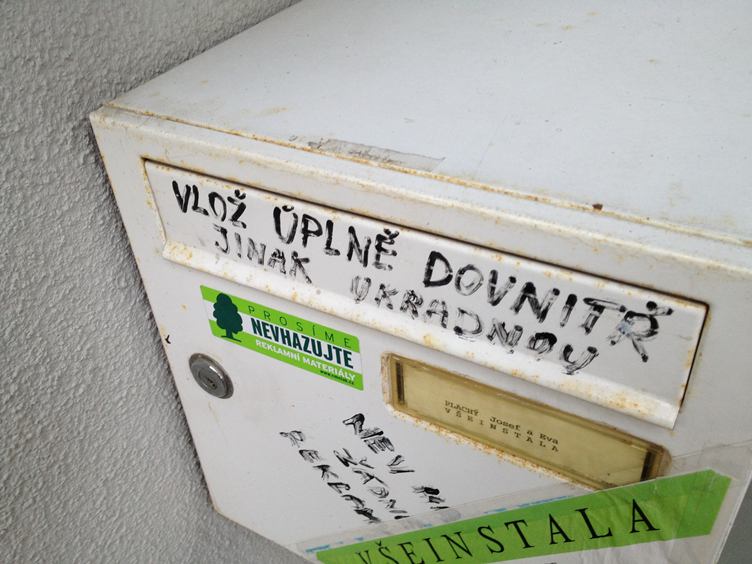 VLOŽ ÚPLNĚ DOVNITŘ
JINAK UKRADNOU
PROSÍME
NEVHAZUJTE
REKLAMNÍ MATERIÁLY
PLACHÝ Josef a Eva
VŠEINSTALA
VŠEINSTALA